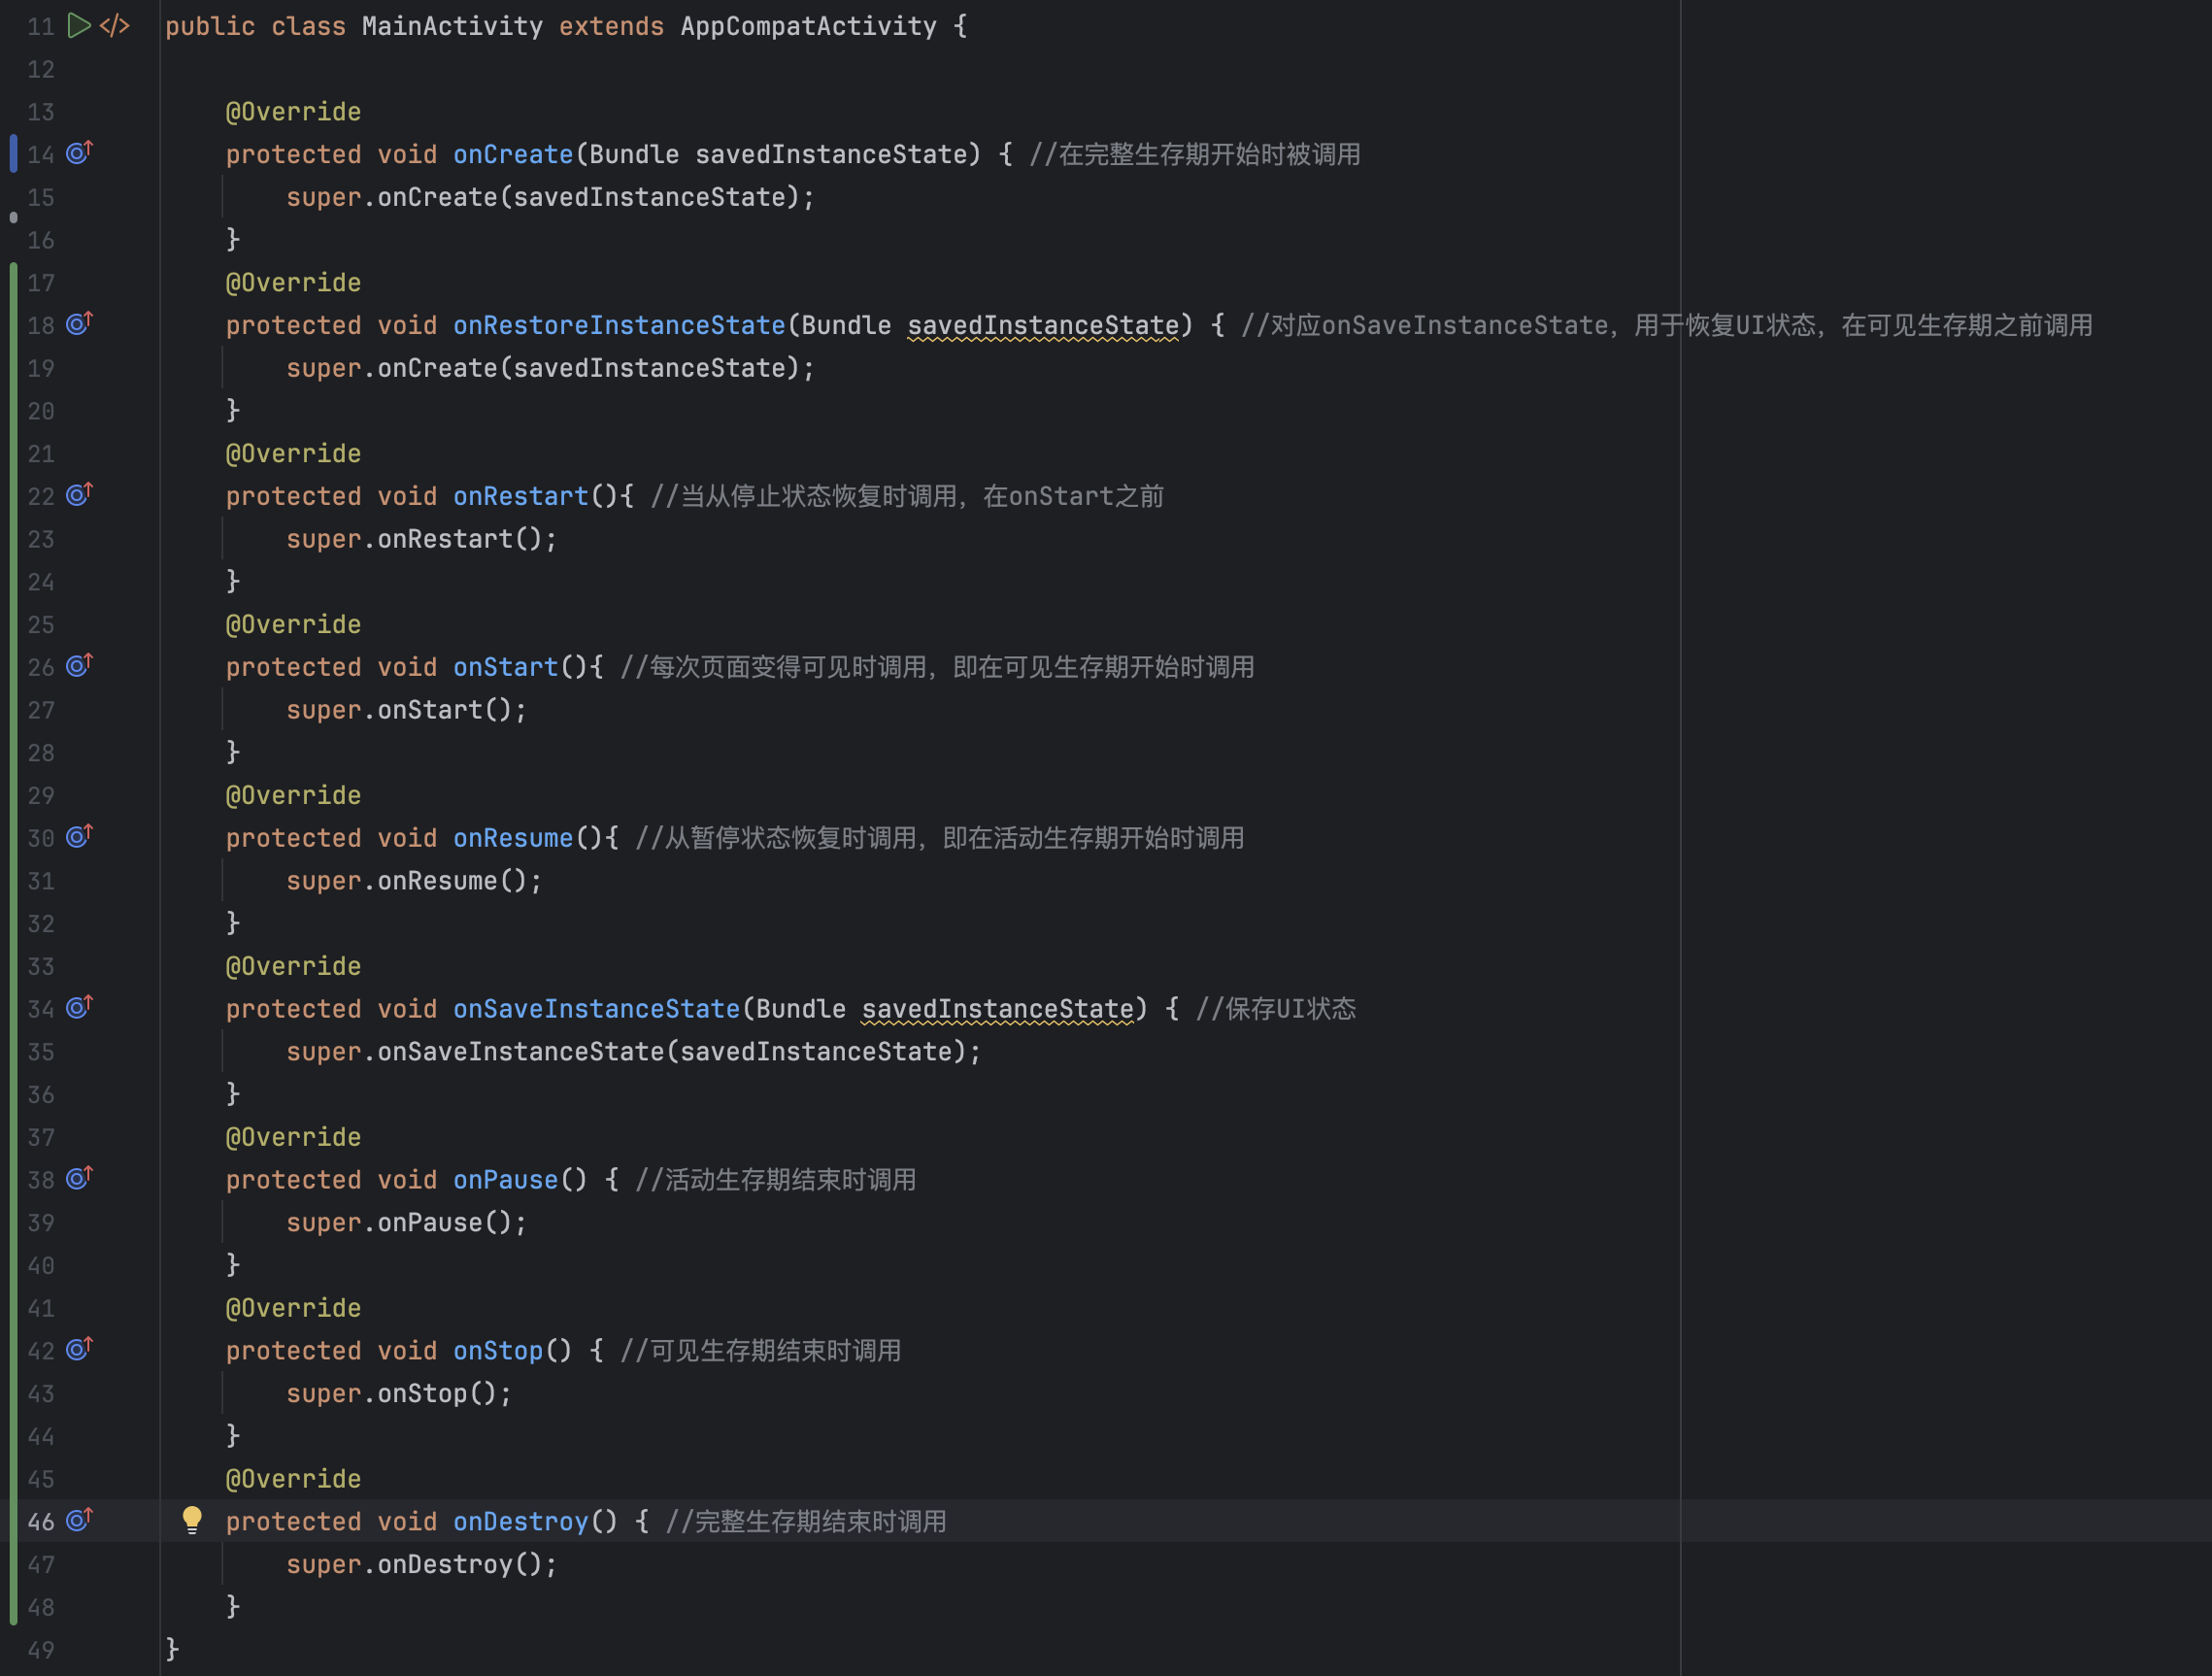 11 public class MainActivity extends AppCompatActivity {
12
13 @Override
14 protected void onCreate(Bundle savedInstanceState) { //在完整生存期开始时被调用
15 super.onCreate(savedInstanceState);
16 }
17 @Override
18 protected void onRestoreInstanceState(Bundle savedInstanceState) { //对应onSaveInstanceState，用于恢复UI状态，在可见生存期之前调用
19 super.onCreate(savedInstanceState);
20 }
21 @Override
22 protected void onRestart(){ //当从停止状态恢复时调用，在onStart之前
23 super.onRestart();
24 }
25 @Override
26 protected void onStart(){ //每次页面变得可见时调用，即在可见生存期开始时调用
27 super.onStart();
28 }
29 @Override
30 protected void onResume(){ //从暂停状态恢复时调用，即在活动生存期开始时调用
31 super.onResume();
32 }
33 @Override
34 protected void onSaveInstanceState(Bundle savedInstanceState) { //保存UI状态
35 super.onSaveInstanceState(savedInstanceState);
36 }
37 @Override
38 protected void onPause() { //活动生存期结束时调用
39 super.onPause();
40 }
41 @Override
42 protected void onStop() { //可见生存期结束时调用
43 super.onStop();
44 }
45 @Override
46 protected void onDestroy() { //完整生存期结束时调用
47 super.onDestroy();
48 }
49 }